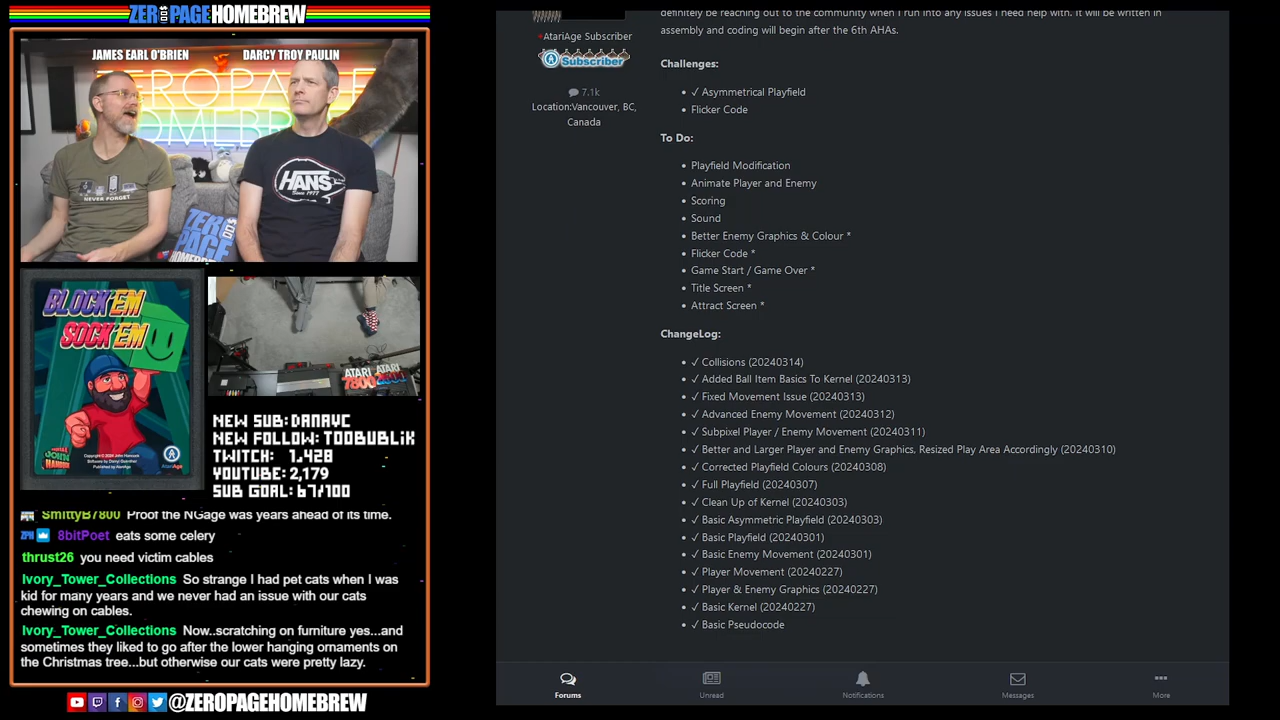 ZEROPAGEHOMEBREW
JAMES EARL O'BRIEN
DARCY TROY PAULIN
ZEROPAGE
HOMEBREW
NEVER FORGET
HANS
Since 1977
ZERO
PAGE
HOMEBREW
BLOCK'EM
SOCK'EM
JOHN HANCOCK
AtariAge
ATARI
7800
NEW SUB:DANAYC
NEW FOLLOW:TOOBUBLIK
TWITCH: 1,428
YOUTUBE:2,179
SUB GOAL:67/100
SmittyB7800 Proof the NGage was years ahead of its time.
8bitPoet eats some celery
thrust26 you need victim cables
Ivory_Tower_Collections So strange I had pet cats when I was
kid for many years and we never had an issue with our cats
chewing on cables.
Ivory_Tower_Collections Now..scratching on furniture yes...and
sometimes they liked to go after the lower hanging ornaments on
the Christmas tree...but otherwise our cats were pretty lazy.
@ZEROPAGEHOMEBREW
*AtariAge Subscriber
Subscriber
7.1k
Location:Vancouver, BC,
Canada
definitely be reaching out to the community when I run into any issues I need help with. It will be written in
assembly and coding will begin after the 6th AHAs.
Challenges:
• ✓ Asymmetrical Playfield
• Flicker Code
To Do:
• Playfield Modification
• Animate Player and Enemy
• Scoring
• Sound
• Better Enemy Graphics & Colour *
• Flicker Code *
• Game Start / Game Over *
• Title Screen *
• Attract Screen *
ChangeLog:
• ✓ Collisions (20240314)
• ✓ Added Ball Item Basics To Kernel (20240313)
• ✓ Fixed Movement Issue (20240313)
• ✓ Advanced Enemy Movement (20240312)
• ✓ Subpixel Player / Enemy Movement (20240311)
• ✓ Better and Larger Player and Enemy Graphics. Resized Play Area Accordingly (20240310)
• ✓ Corrected Playfield Colours (20240308)
• ✓ Full Playfield (20240307)
• ✓ Clean Up of Kernel (20240303)
• ✓ Basic Asymmetric Playfield (20240303)
• ✓ Basic Playfield (20240301)
• ✓ Basic Enemy Movement (20240301)
• ✓ Player Movement (20240227)
• ✓ Player & Enemy Graphics (20240227)
• ✓ Basic Kernel (20240227)
• ✓ Basic Pseudocode
Forums
Unread
Notifications
Messages
More